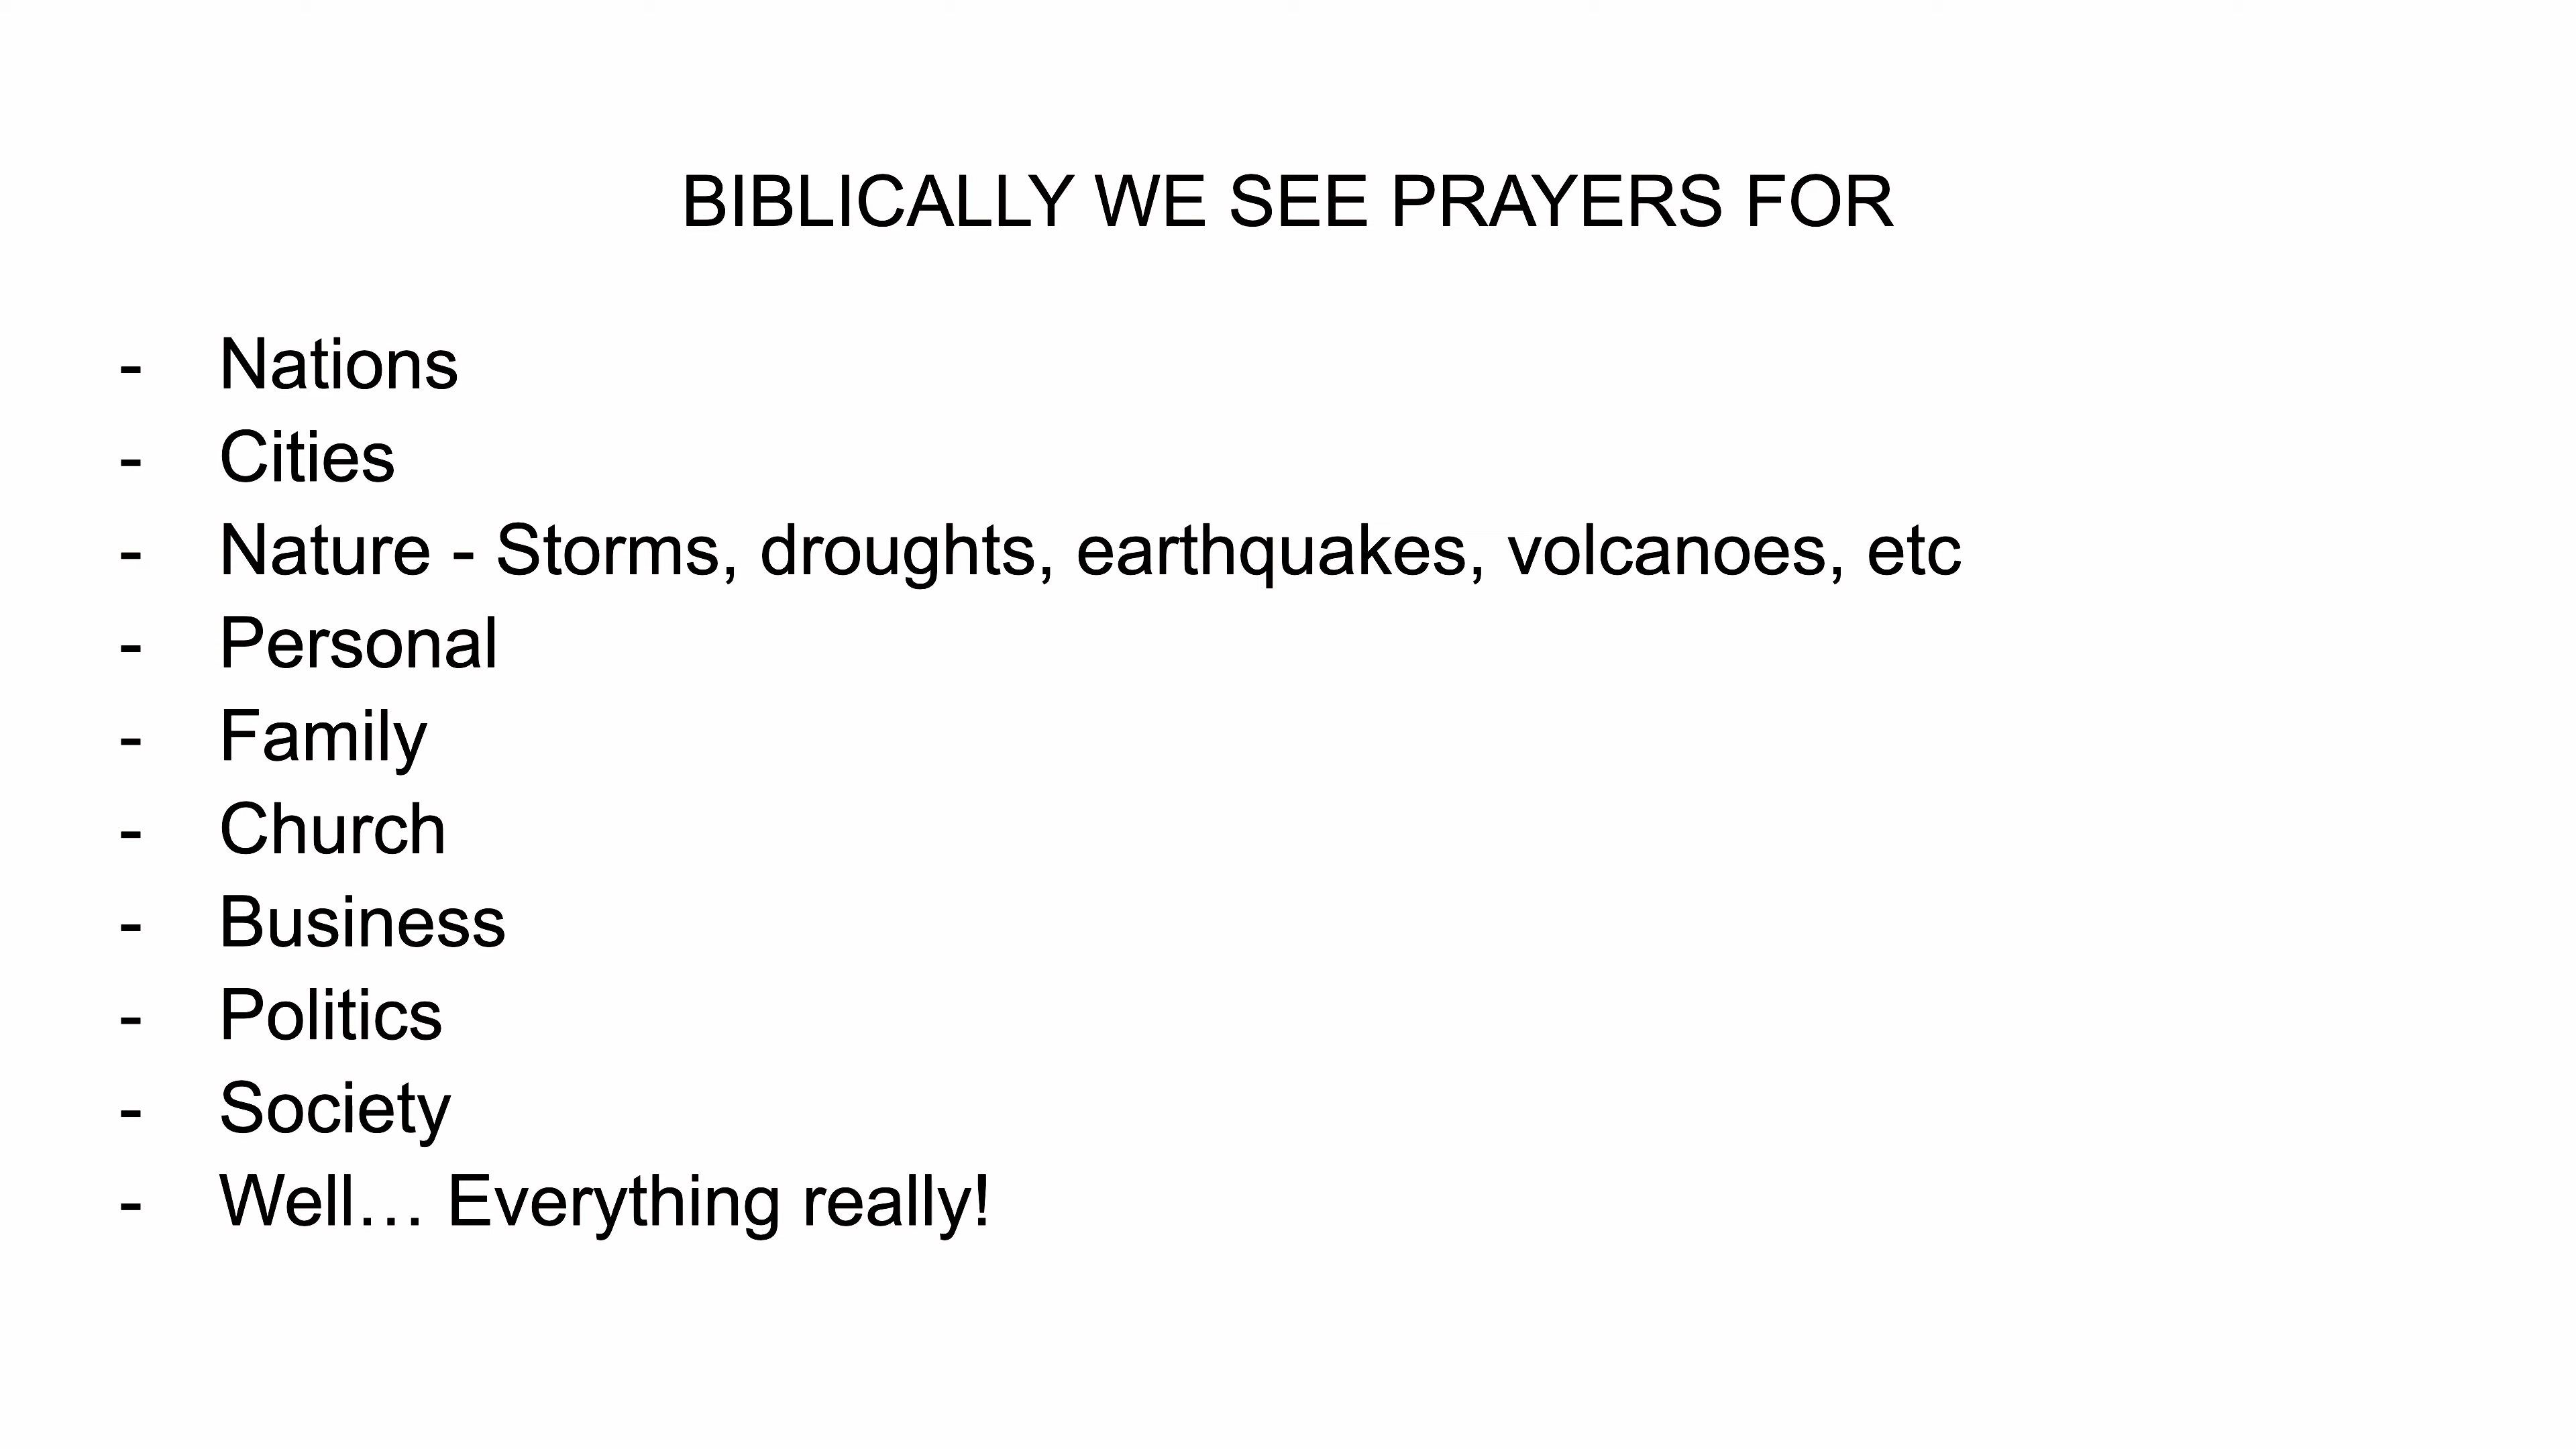 BIBLICALLY WE SEE PRAYERS FOR
- Nations
- Cities
- Nature - Storms, droughts, earthquakes, volcanoes, etc
- Personal
- Family
- Church
- Business
- Politics
- Society
- Well… Everything really!